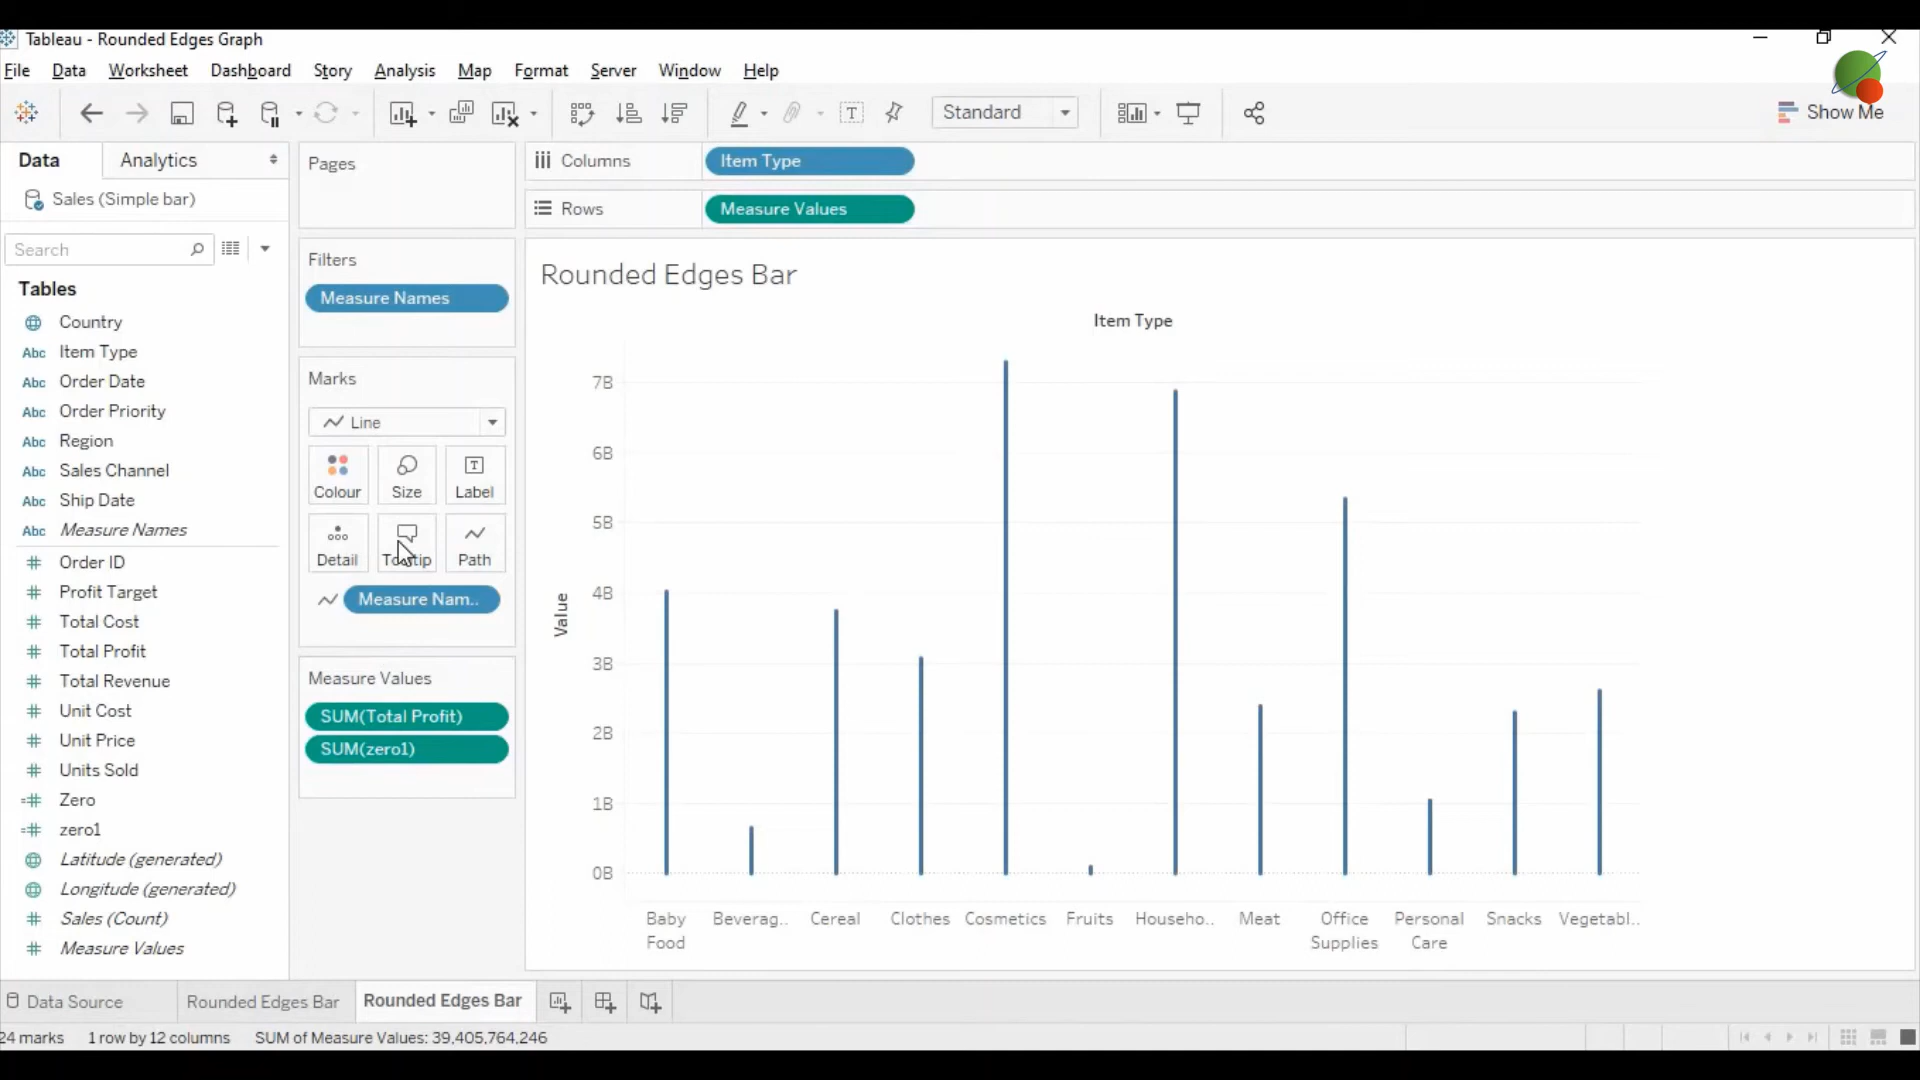 Tableau - Rounded Edges Graph
File Data Worksheet Dashboard Story Analysis Map Format Server Window Help
Standard
Show Me
Data Analytics
Sales (Simple bar)
Search
Tables
Country
Item Type
Order Date
Order Priority
Region
Sales Channel
Ship Date
Measure Names
Order ID
Profit Target
Total Cost
Total Profit
Total Revenue
Unit Cost
Unit Price
Units Sold
Zero
zero1
Latitude (generated)
Longitude (generated)
Sales (Count)
Measure Values
Pages
Filters
Measure Names
Marks
Line
Colour Size Label
Detail Tooltip Path
Measure Nam..
Measure Values
SUM(Total Profit)
SUM(zero1)
Columns Item Type
Rows Measure Values
Rounded Edges Bar
Item Type
Value
7B
6B
5B
4B
3B
2B
1B
0B
Baby Food
Beverag..
Cereal
Clothes
Cosmetics
Fruits
Househo..
Meat
Office Supplies
Personal Care
Snacks
Vegetabl..
Data Source Rounded Edges Bar Rounded Edges Bar
24 marks 1 row by 12 columns SUM of Measure Values: 39,405,764,246